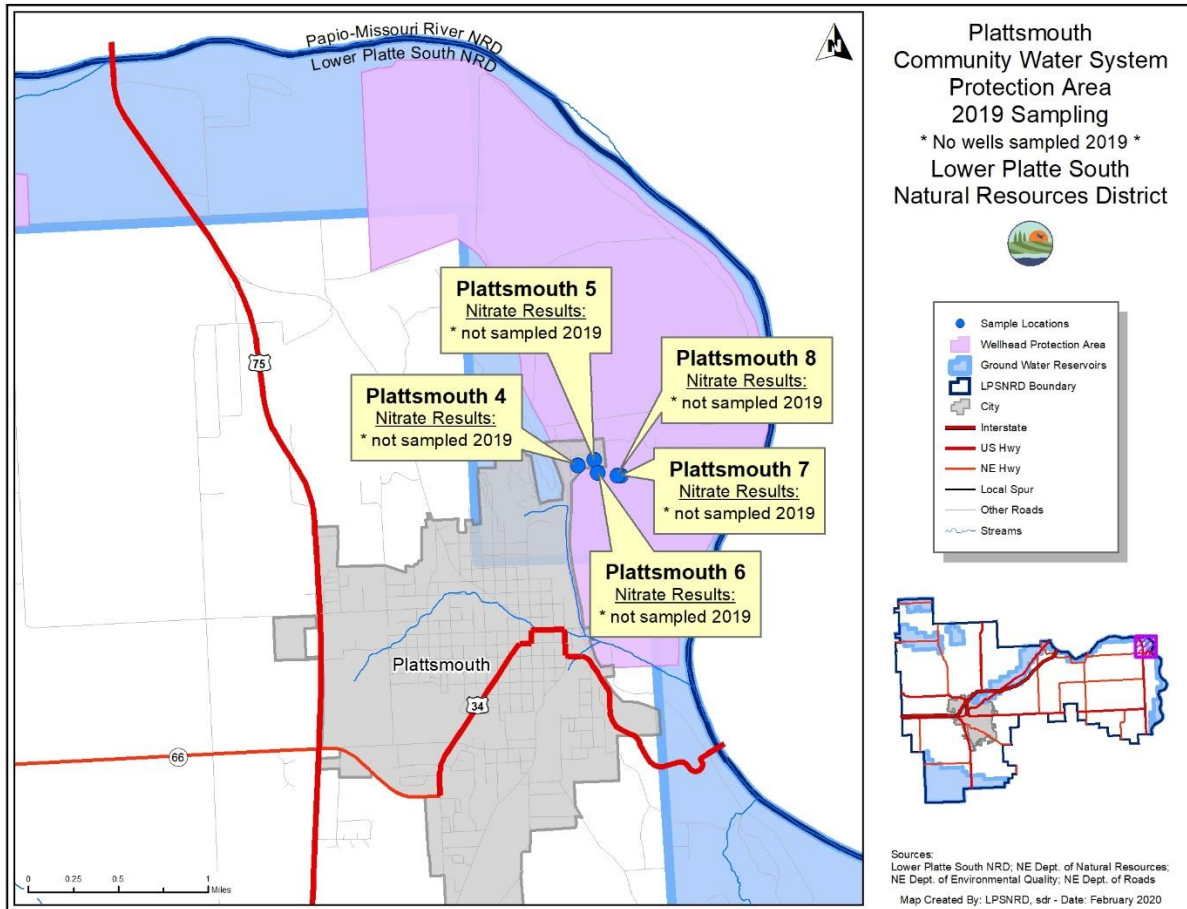 Papio-Missouri River NRD
Lower Platte South NRD
N
75
Plattsmouth 5
Nitrate Results:
* not sampled 2019
Plattsmouth 8
Nitrate Results:
* not sampled 2019
Plattsmouth 4
Nitrate Results:
* not sampled 2019
Plattsmouth 7
Nitrate Results:
* not sampled 2019
Plattsmouth 6
Nitrate Results:
* not sampled 2019
Plattsmouth
34
66
0 0.25 0.5 1
Miles
Plattsmouth
Community Water System
Protection Area
2019 Sampling
* No wells sampled 2019 *
Lower Platte South
Natural Resources District
Sample Locations
Wellhead Protection Area
Ground Water Reservoirs
LPSNRD Boundary
City
Interstate
US Hwy
NE Hwy
Local Spur
Other Roads
Streams
Sources:
Lower Platte South NRD; NE Dept. of Natural Resources;
NE Dept. of Environmental Quality; NE Dept. of Roads
Map Created By: LPSNRD, sdr - Date: February 2020